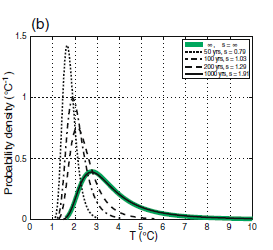 (b)
1.5
∞, s = ∞
50 yrs, s = 0.79
100 yrs, s = 1.03
200 yrs, s = 1.29
1000 yrs, s = 1.91
1
0.5
0
Probability density (°C⁻¹)
0 1 2 3 4 5 6 7 8 9 10
T (°C)